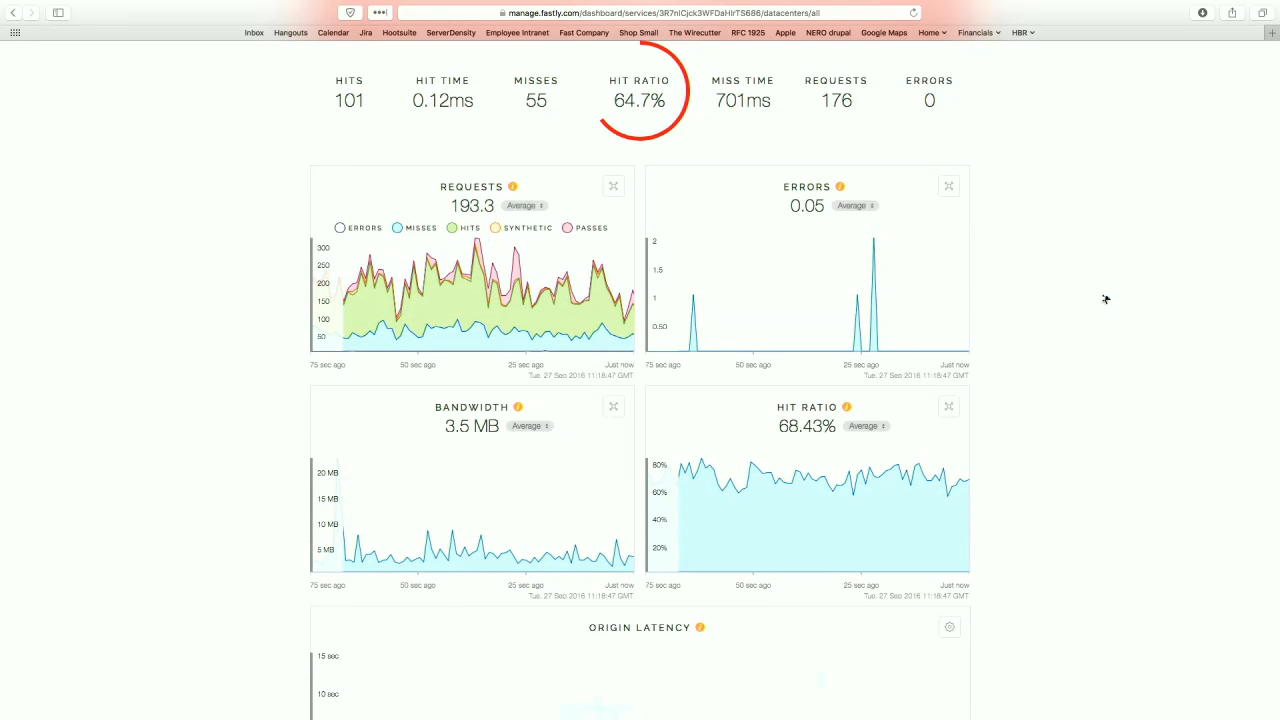 manage.fastly.com/dashboard/services/3R7nICjck3WFDaHIrTS686/datacenters/all
Inbox Hangouts Calendar Jira Hootsuite ServerDensity Employee Intranet Fast Company Shop Small The Wirecutter RFC 1925 Apple NERO drupal Google Maps Home Financials HBR
HITS HIT TIME MISSES HIT RATIO MISS TIME REQUESTS ERRORS
101 0.12ms 55 64.7% 701ms 176 0
REQUESTS
193.3 Average
ERRORS MISSES HITS SYNTHETIC PASSES
300
250
200
150
100
50
75 sec ago 50 sec ago 25 sec ago Just now
Tue, 27 Sep 2016 11:18:47 GMT
ERRORS
0.05 Average
2
1.5
1
0.50
75 sec ago 50 sec ago 25 sec ago Just now
Tue, 27 Sep 2016 11:18:47 GMT
BANDWIDTH
3.5 MB Average
20 MB
15 MB
10 MB
5 MB
75 sec ago 50 sec ago 25 sec ago Just now
Tue, 27 Sep 2016 11:18:47 GMT
HIT RATIO
68.43% Average
80%
60%
40%
20%
75 sec ago 50 sec ago 25 sec ago Just now
Tue, 27 Sep 2016 11:18:47 GMT
ORIGIN LATENCY
15 sec
10 sec